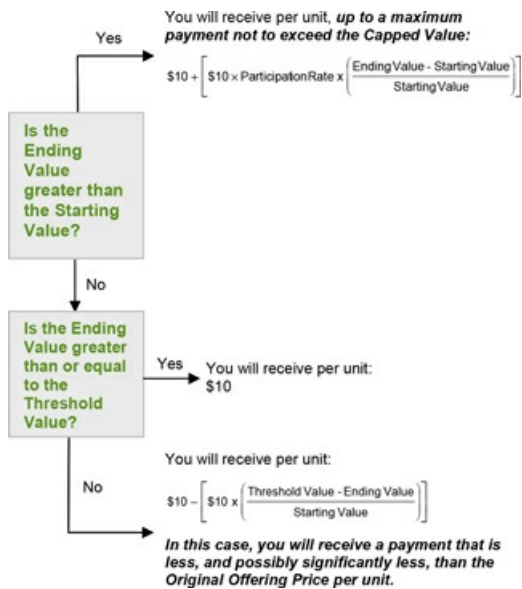 You will receive per unit, up to a maximum
Yes
payment not to exceed the Capped Value:
$10 + [ $10 × Participation Rate x ( Ending Value - Starting Value / Starting Value ) ]
Is the
Ending
Value
greater than
the Starting
Value?
No
Is the Ending
Value greater
than or equal
to the
Threshold
Value?
Yes
You will receive per unit:
$10
You will receive per unit:
No
$10 – [ $10 x ( Threshold Value - Ending Value / Starting Value ) ]
In this case, you will receive a payment that is
less, and possibly significantly less, than the
Original Offering Price per unit.